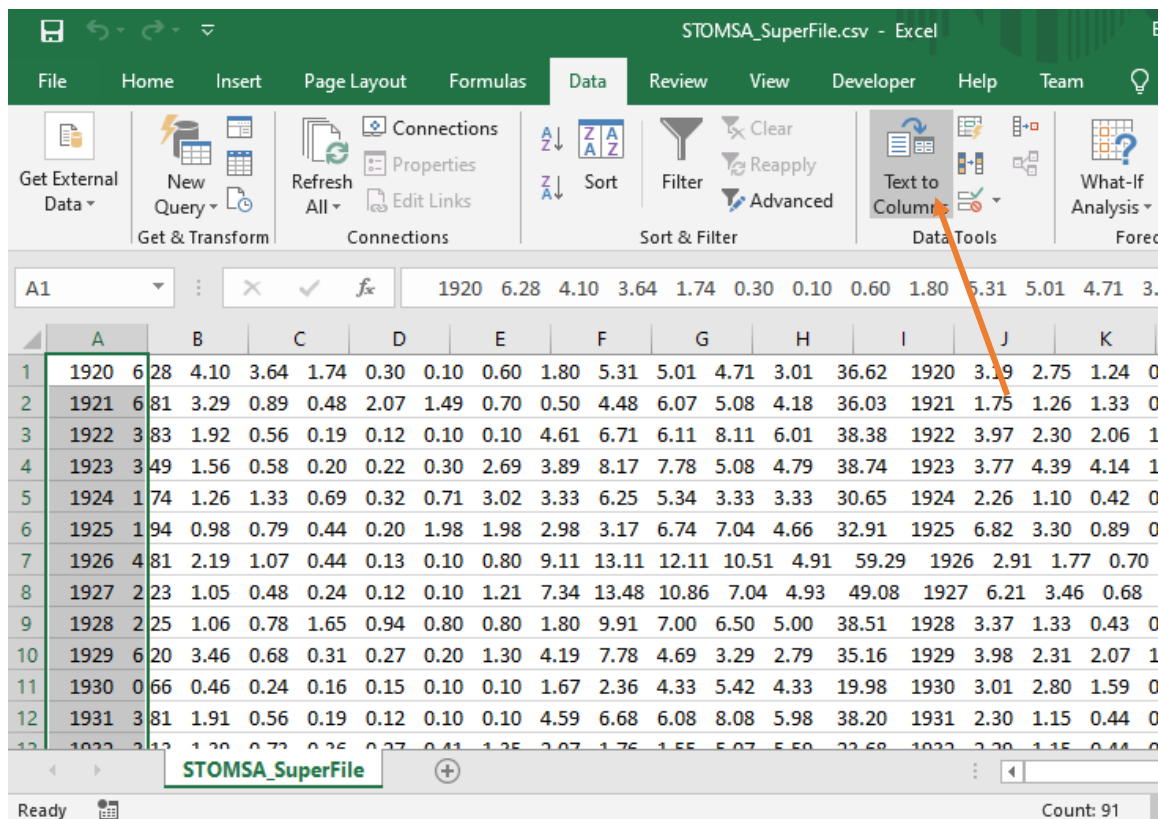 STOMSA_SuperFile.csv - Excel
File Home Insert Page Layout Formulas Data Review View Developer Help Team
Get External Data
New Query
Get & Transform
Refresh All
Connections
Properties
Edit Links
Connections
Sort
Filter
Clear
Reapply
Advanced
Sort & Filter
Text to Columns
Data Tools
What-If Analysis
A1 fx 1920 6.28 4.10 3.64 1.74 0.30 0.10 0.60 1.80 5.31 5.01 4.71 3.
A B C D E F G H I J K
1 1920 6.28 4.10 3.64 1.74 0.30 0.10 0.60 1.80 5.31 5.01 4.71 3.01 36.62 1920 3.19 2.75 1.24 0
2 1921 6.81 3.29 0.89 0.48 2.07 1.49 0.70 0.50 4.48 6.07 5.08 4.18 36.03 1921 1.75 1.26 1.33 0
3 1922 3.83 1.92 0.56 0.19 0.12 0.10 0.10 4.61 6.71 6.11 8.11 6.01 38.38 1922 3.97 2.30 2.06 1
4 1923 3.49 1.56 0.58 0.20 0.22 0.30 2.69 3.89 8.17 7.78 5.08 4.79 38.74 1923 3.77 4.39 4.14 1
5 1924 1.74 1.26 1.33 0.69 0.32 0.71 3.02 3.33 6.25 5.34 3.33 3.33 30.65 1924 2.26 1.10 0.42 0
6 1925 1.94 0.98 0.79 0.44 0.20 1.98 1.98 2.98 3.17 6.74 7.04 4.66 32.91 1925 6.82 3.30 0.89 0
7 1926 4.81 2.19 1.07 0.44 0.13 0.10 0.80 9.11 13.11 12.11 10.51 4.91 59.29 1926 2.91 1.77 0.70
8 1927 2.23 1.05 0.48 0.24 0.12 0.10 1.21 7.34 13.48 10.86 7.04 4.93 49.08 1927 6.21 3.46 0.68
9 1928 2.25 1.06 0.78 1.65 0.94 0.80 0.80 1.80 9.91 7.00 6.50 5.00 38.51 1928 3.37 1.33 0.43 0
10 1929 6.20 3.46 0.68 0.31 0.27 0.20 1.30 4.19 7.78 4.69 3.29 2.79 35.16 1929 3.98 2.31 2.07 1
11 1930 0.66 0.46 0.24 0.16 0.15 0.10 0.10 1.67 2.36 4.33 5.42 4.33 19.98 1930 3.01 2.80 1.59 0
12 1931 3.81 1.91 0.56 0.19 0.12 0.10 0.10 4.59 6.68 6.08 8.08 5.98 38.20 1931 2.30 1.15 0.44 0
STOMSA_SuperFile
Ready Count: 91